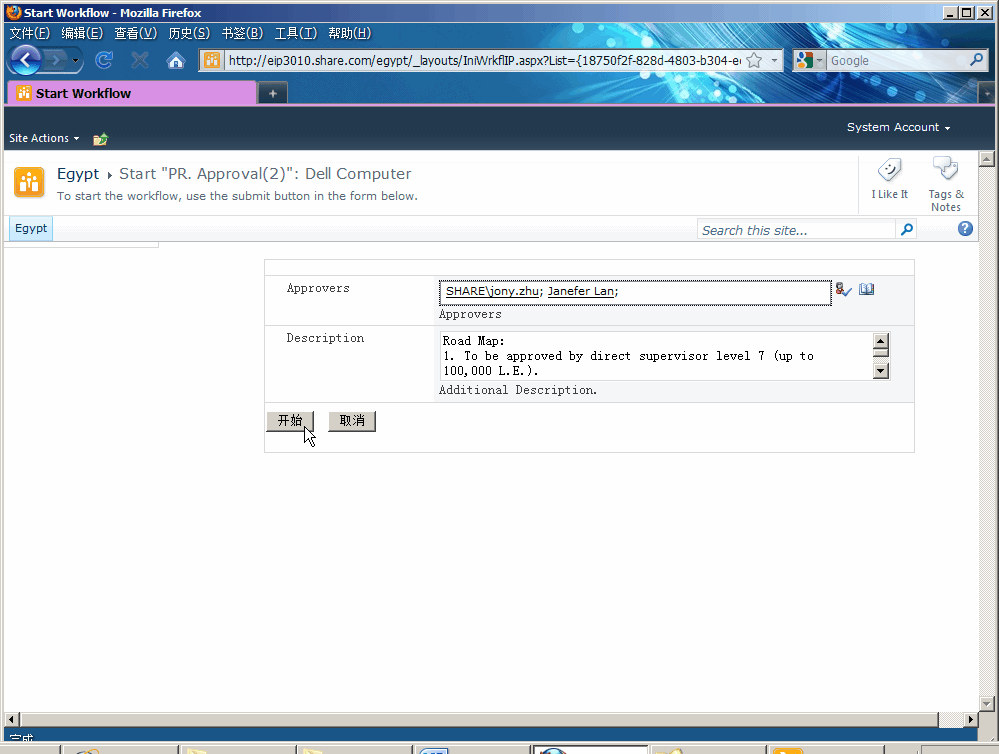 Start Workflow - Mozilla Firefox
文件(F) 编辑(E) 查看(V) 历史(S) 书签(B) 工具(T) 帮助(H)
http://eip3010.share.com/egypt/_layouts/IniWrkflIP.aspx?List={18750f2f-828d-4803-b304-e
Google
Start Workflow
System Account
Site Actions
Egypt Start "PR. Approval(2)": Dell Computer
To start the workflow, use the submit button in the form below.
I Like It
Tags &
Notes
Egypt
Search this site...
Approvers
SHARE\jony.zhu; Janefer Lan;
Approvers
Description
Road Map:
1. To be approved by direct supervisor level 7 (up to
100,000 L.E.).
Additional Description.
开始 取消
完成